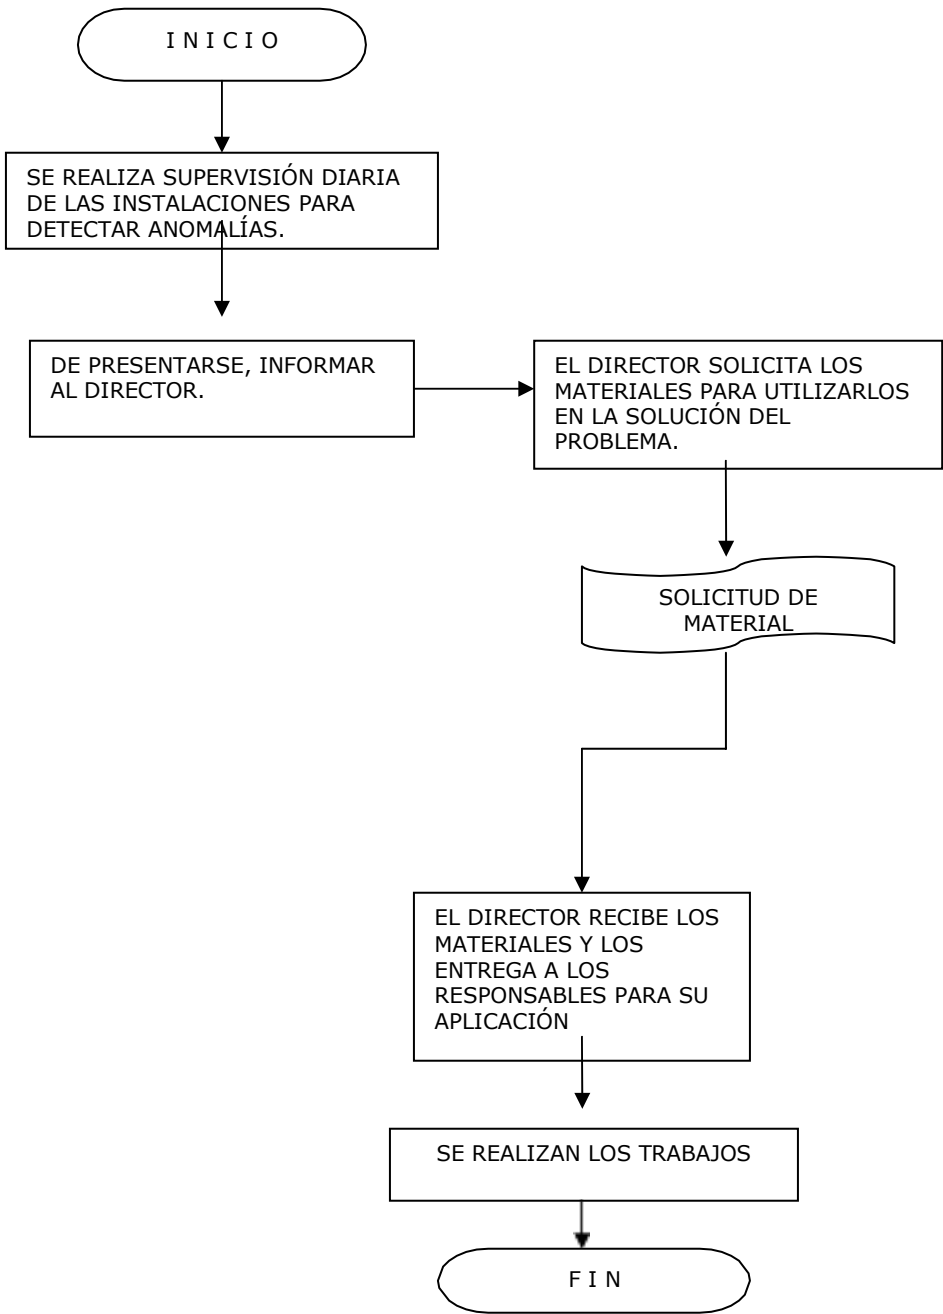 I N I C I O
SE REALIZA SUPERVISIÓN DIARIA
DE LAS INSTALACIONES PARA
DETECTAR ANOMALÍAS.
DE PRESENTARSE, INFORMAR
AL DIRECTOR.
EL DIRECTOR SOLICITA LOS
MATERIALES PARA UTILIZARLOS
EN LA SOLUCIÓN DEL
PROBLEMA.
SOLICITUD DE
MATERIAL
EL DIRECTOR RECIBE LOS
MATERIALES Y LOS
ENTREGA A LOS
RESPONSABLES PARA SU
APLICACIÓN
SE REALIZAN LOS TRABAJOS
F I N